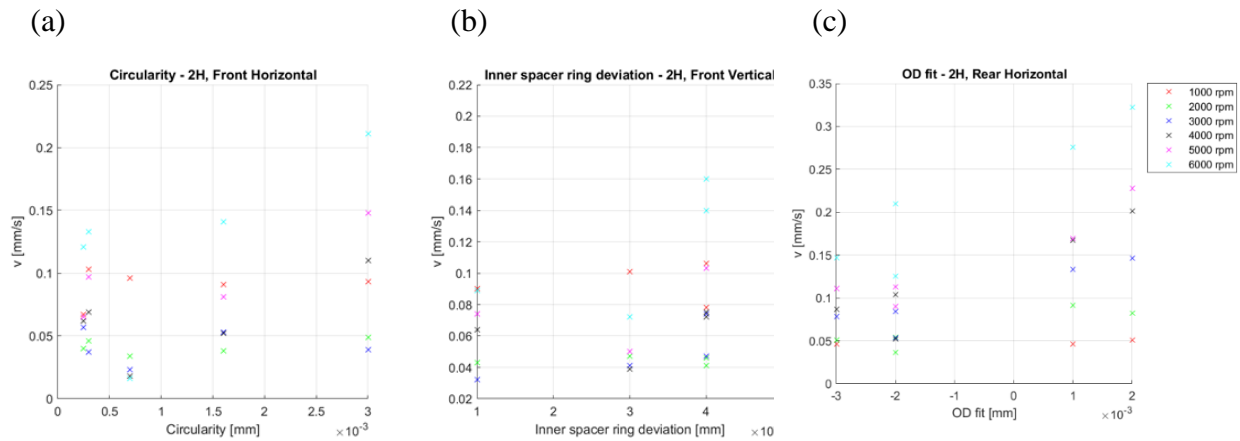 (a)
(b)
(c)
Circularity - 2H, Front Horizontal
0.25
0.2
0.15
0.1
0.05
0
v [mm/s]
0 0.5 1 1.5 2 2.5 3
Circularity [mm] ×10-3
Inner spacer ring deviation - 2H, Front Vertical
0.22
0.2
0.18
0.16
0.14
0.12
0.1
0.08
0.06
0.04
0.02
v [mm/s]
1 2 3 4
Inner spacer ring deviation [mm] ×10
OD fit - 2H, Rear Horizontal
0.35
0.3
0.25
0.2
0.15
0.1
0.05
0
v [mm/s]
-3 -2 -1 0 1 2
OD fit [mm] ×10-3
1000 rpm
2000 rpm
3000 rpm
4000 rpm
5000 rpm
6000 rpm